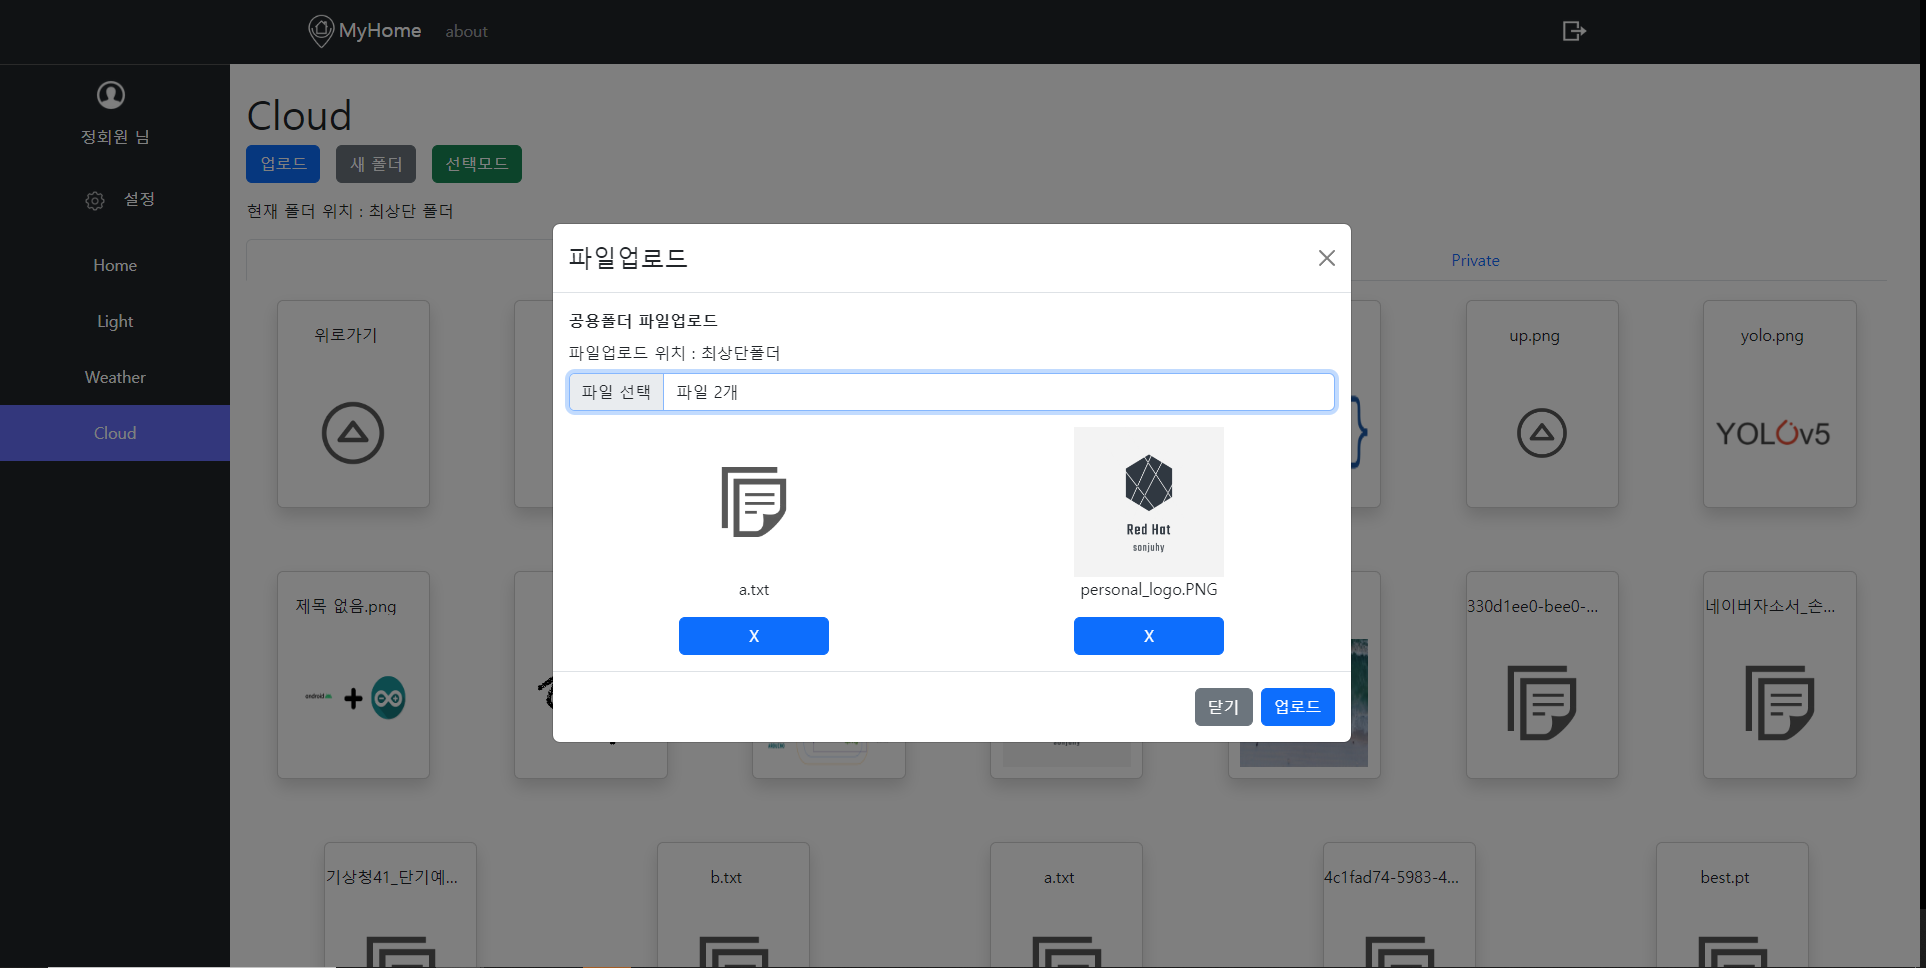 MyHome
about
정회원 님
설정
Home
Light
Weather
Cloud
Cloud
업로드
새 폴더
선택모드
현재 폴더 위치 : 최상단 폴더
Private
위로가기
up.png
yolo.png
YOLOv5
파일업로드
공용폴더 파일업로드
파일업로드 위치 : 최상단폴더
파일 선택
파일 2개
Red Hat
sonjuhy
a.txt
personal_logo.PNG
X
X
닫기
업로드
제목 없음.png
android
330d1ee0-bee0-...
네이버자소서_손...
sonjuhy
기상청41_단기예...
b.txt
a.txt
4c1fad74-5983-4...
best.pt